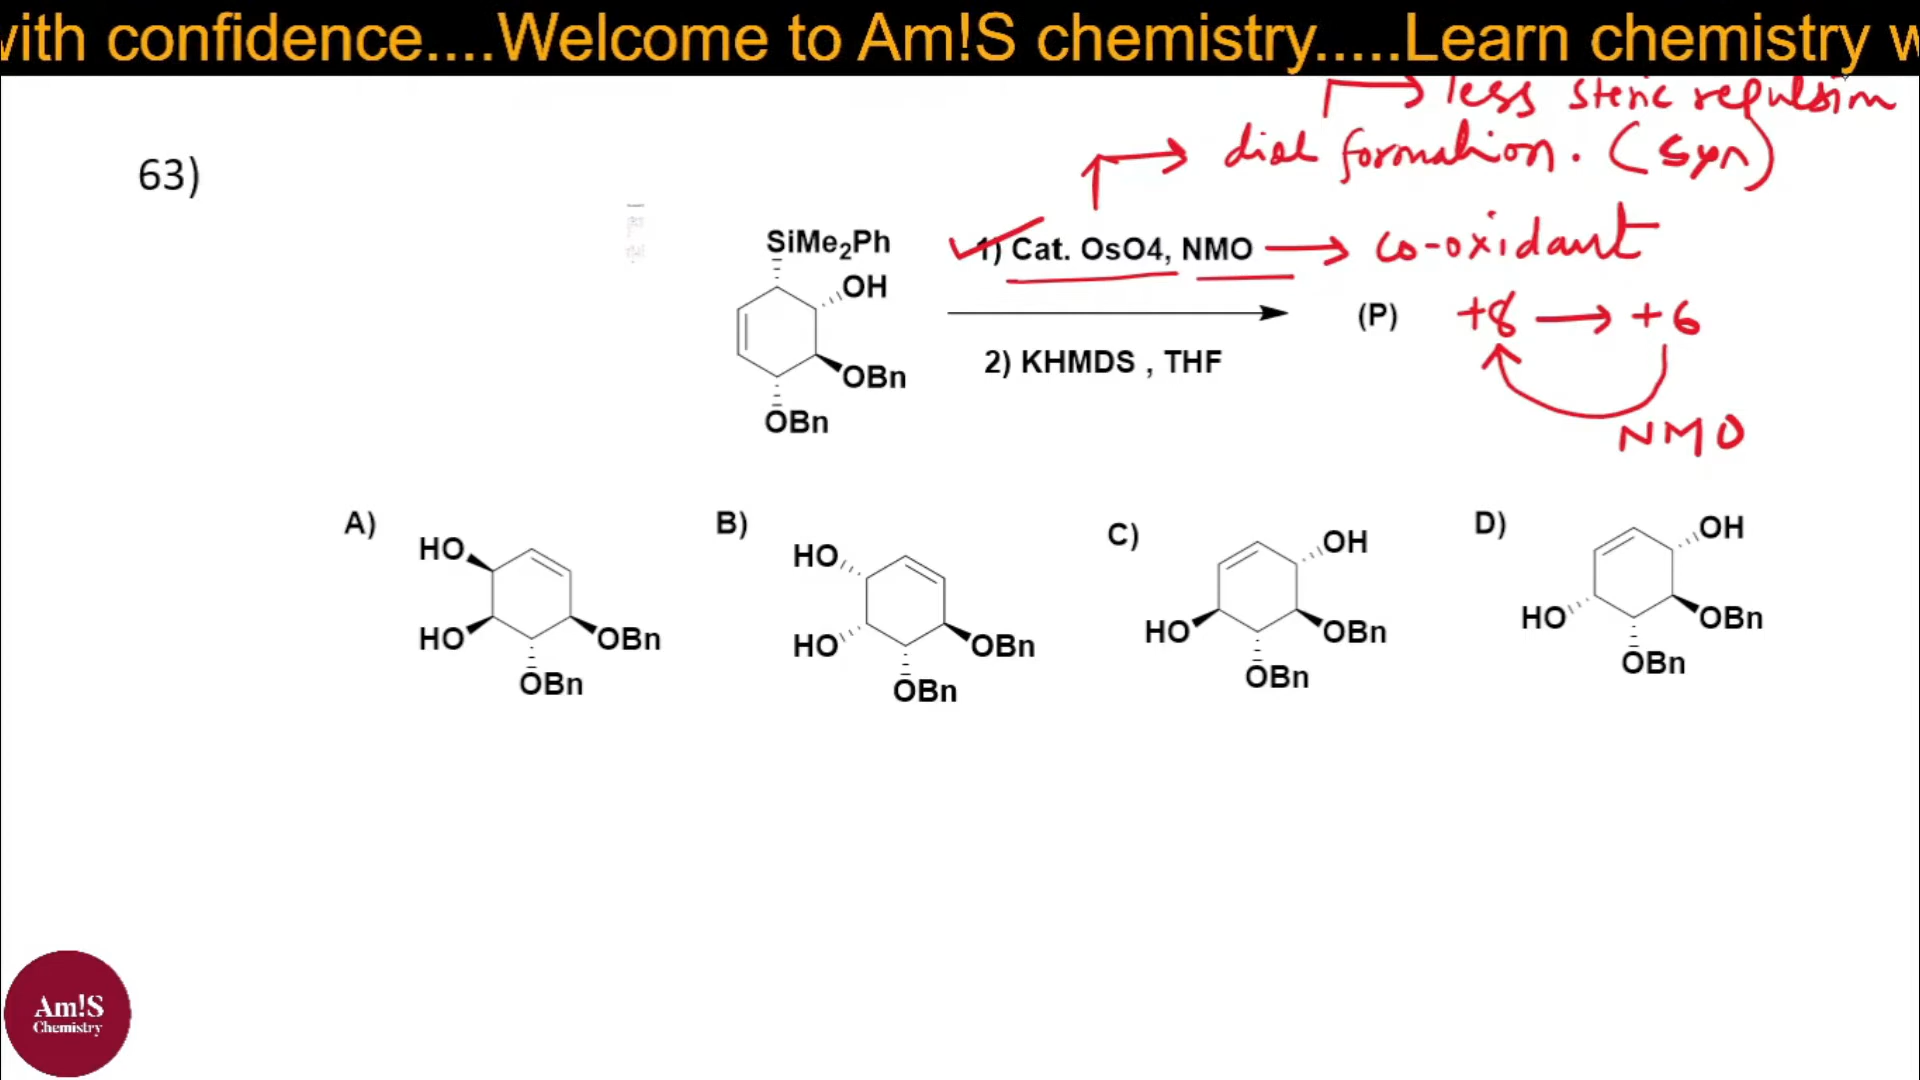 vith confidence....Welcome to Am!S chemistry.....Learn chemistry w
less steric repulsion
diol formation. (syn)
63)
SiMe2Ph
1) Cat. OsO4, NMO → co-oxidant
OH
(P) +8 → +6
2) KHMDS , THF
OBn
OBn
NMO
A)
HO
HO
OBn
OBn
B)
HO
HO
OBn
OBn
C)
OH
HO
OBn
OBn
D)
OH
HO
OBn
OBn
Am!S
Chemistry